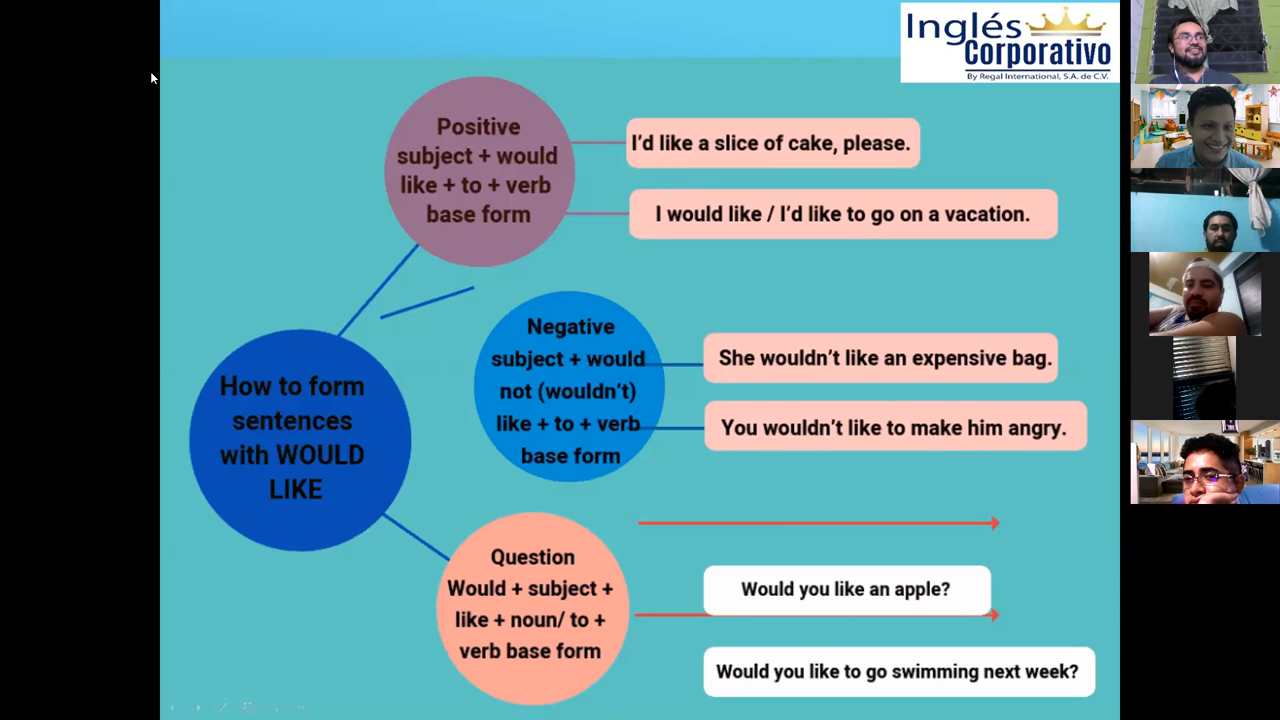 Inglés
Corporativo
By Regal International, S.A. de C.V.
Positive
subject + would
like + to + verb
base form
I'd like a slice of cake, please.
I would like / I'd like to go on a vacation.
How to form
sentences
with WOULD
LIKE
Negative
subject + would
not (wouldn't)
like + to + verb
base form
She wouldn't like an expensive bag.
You wouldn't like to make him angry.
Question
Would + subject +
like + noun/ to +
verb base form
Would you like an apple?
Would you like to go swimming next week?